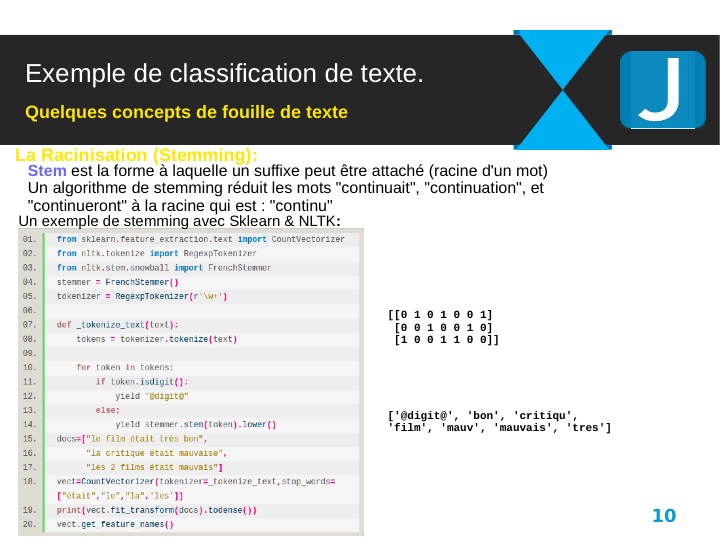 Exemple de classification de texte.
Quelques concepts de fouille de texte
J
La Racinisation (Stemming):
Stem est la forme à laquelle un suffixe peut être attaché (racine d'un mot)
Un algorithme de stemming réduit les mots "continuait", "continuation", et
"continueront" à la racine qui est : "continu"
Un exemple de stemming avec Sklearn & NLTK:
01. from sklearn.feature_extraction.text import CountVectorizer
02. from nltk.tokenize import RegexpTokenizer
03. from nltk.stem.snowball import FrenchStemmer
04. stemmer = FrenchStemmer()
05. tokenizer = RegexpTokenizer(r'\w+')
06.
07. def _tokenize_text(text):
08. tokens = tokenizer.tokenize(text)
09.
10. for token in tokens:
11. if token.isdigit():
12. yield "@digit@"
13. else:
14. yield stemmer.stem(token).lower()
15. docs=["le film était très bon",
16. "la critique était mauvaise",
17. "les 2 films était mauvais"]
18. vect=CountVectorizer(tokenizer=_tokenize_text,stop_words=
["était","le","la",'les'])
19. print(vect.fit_transform(docs).todense())
20. vect.get_feature_names()
[[0 1 0 1 0 0 1]
[0 0 1 0 0 1 0]
[1 0 0 1 1 0 0]]
['@digit@', 'bon', 'critiqu',
'film', 'mauv', 'mauvais', 'tres']
10